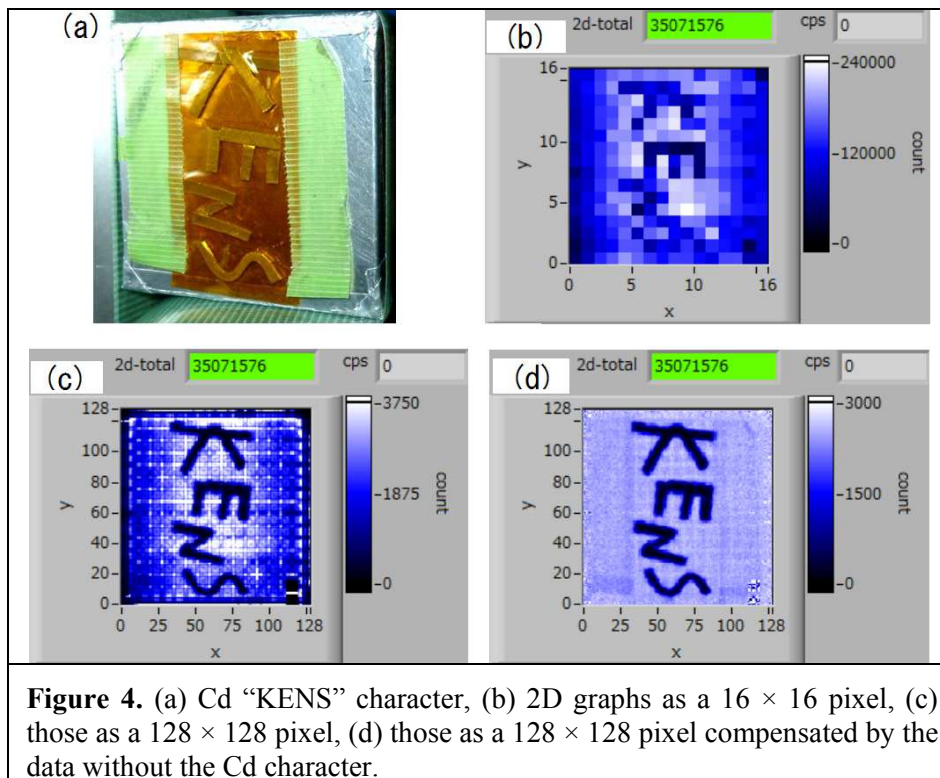 (a)
KENS
(b)
2d-total 35071576 cps 0
16
10
5
0
y
0 5 10 16
x
240000
120000
0
count
(c)
2d-total 35071576 cps 0
128
100
80
60
40
20
0
y
KENS
0 25 50 75 100 128
x
3750
1875
0
count
(d)
2d-total 35071576 cps 0
128
100
80
60
40
20
0
y
KENS
0 25 50 75 100 128
x
3000
1500
0
count
Figure 4. (a) Cd “KENS” character, (b) 2D graphs as a 16 × 16 pixel, (c)
those as a 128 × 128 pixel, (d) those as a 128 × 128 pixel compensated by the
data without the Cd character.